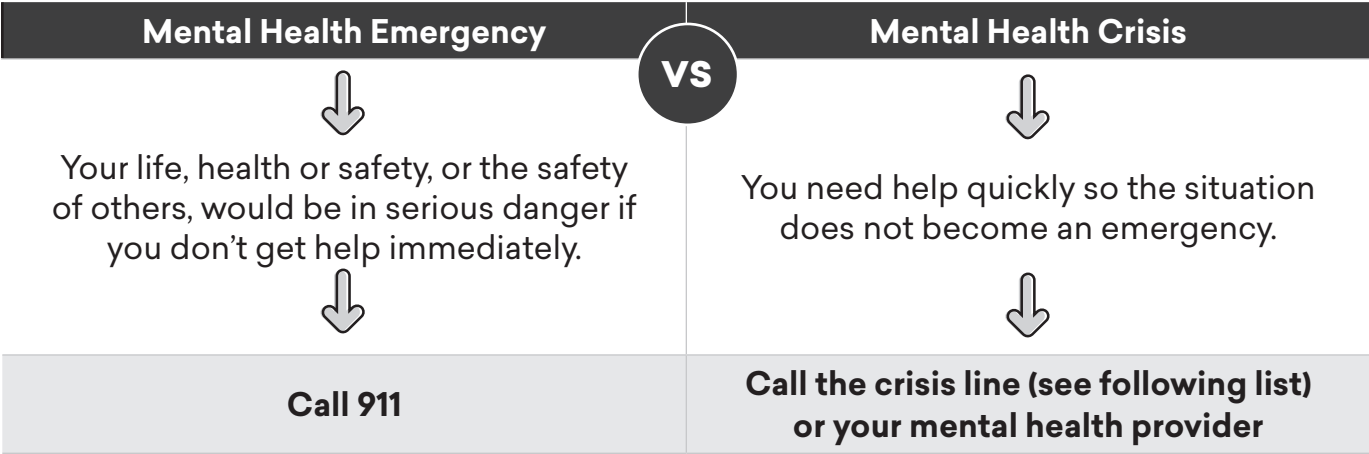 Mental Health Emergency
VS
Mental Health Crisis
Your life, health or safety, or the safety
of others, would be in serious danger if
you don’t get help immediately.
You need help quickly so the situation
does not become an emergency.
Call 911
Call the crisis line (see following list)
or your mental health provider